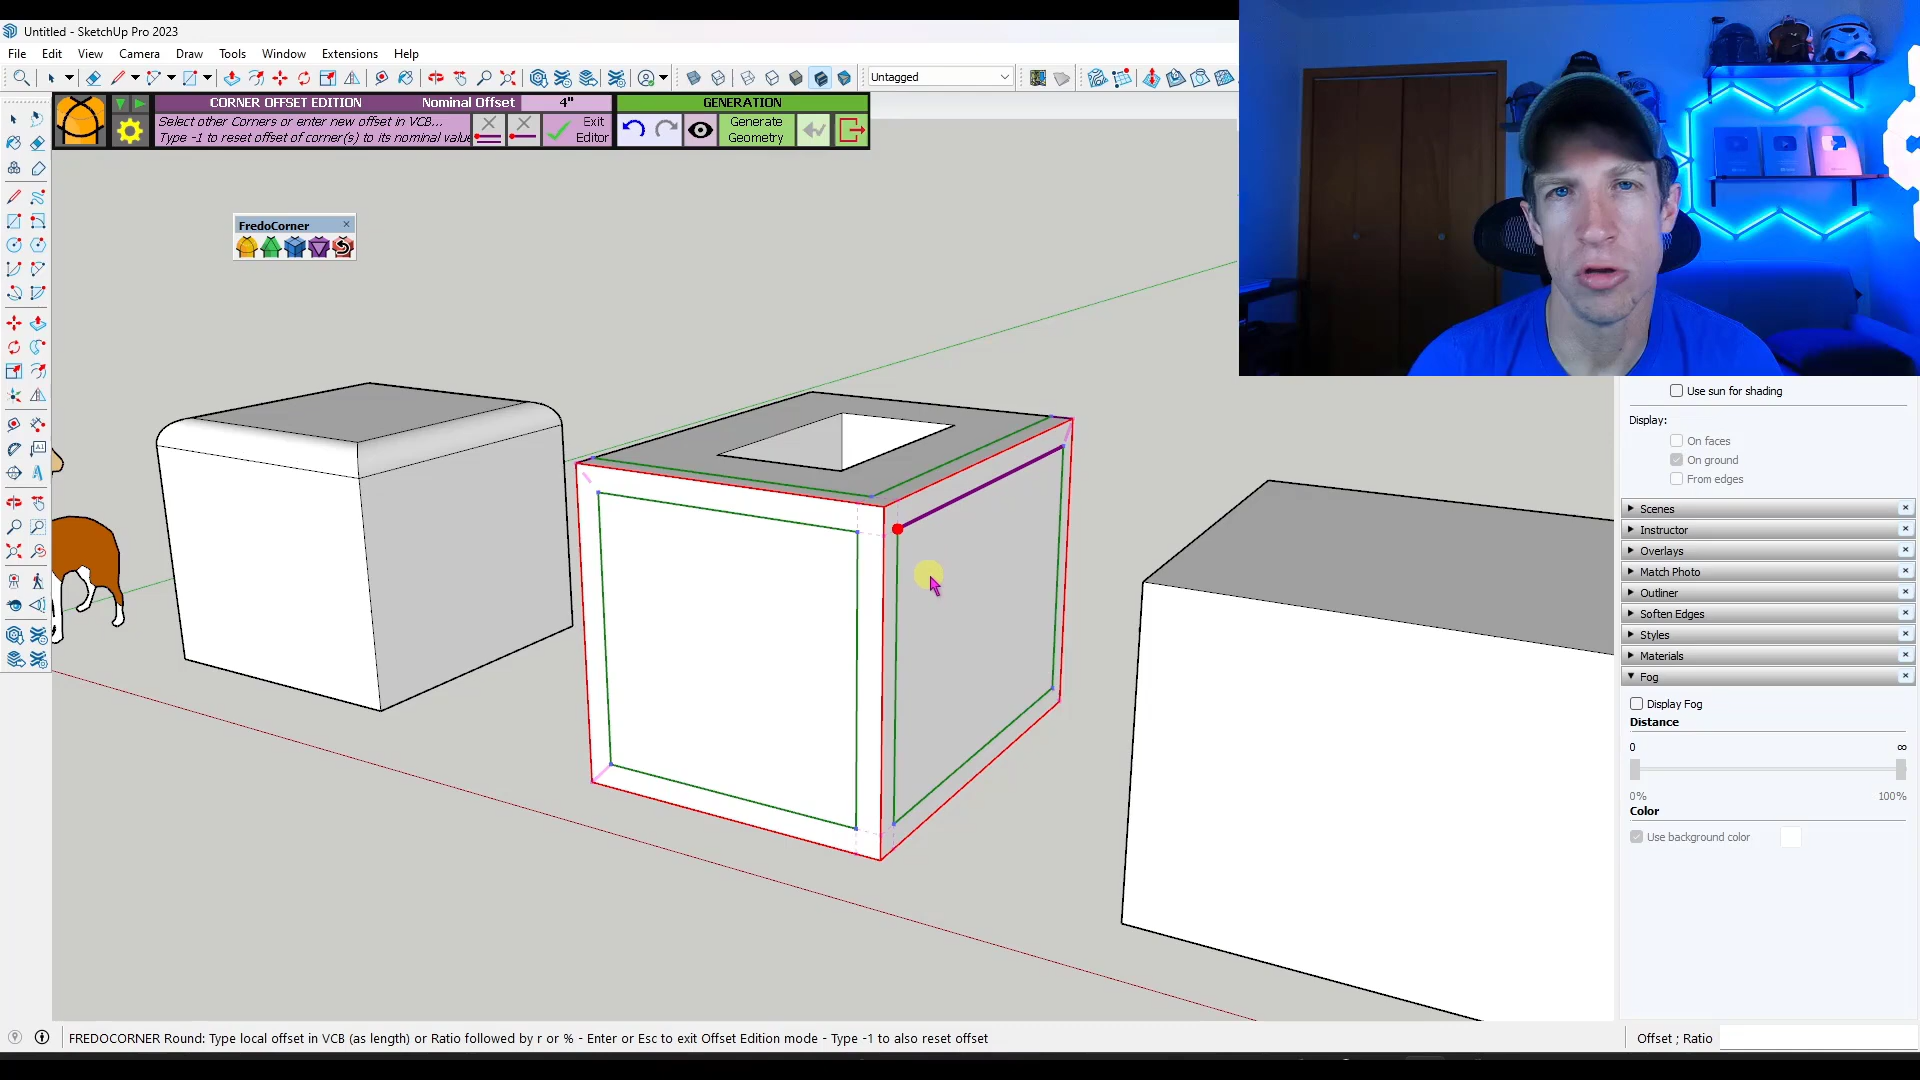 Untitled - SketchUp Pro 2023
File Edit View Camera Draw Tools Window Extensions Help
Untagged
CORNER OFFSET EDITION Nominal Offset 4" GENERATION
Select other Corners or enter new offset in VCB...
Type -1 to reset offset of corner(s) to its nominal value
Exit
Editor
Generate
Geometry
FredoCorner
Use sun for shading
Display:
On faces
On ground
From edges
Scenes
Instructor
Overlays
Match Photo
Outliner
Soften Edges
Styles
Materials
Fog
Display Fog
Distance
0 ∞
0% 100%
Color
Use background color
FREDOCORNER Round: Type local offset in VCB (as length) or Ratio followed by r or % - Enter or Esc to exit Offset Edition mode - Type -1 to also reset offset
Offset ; Ratio